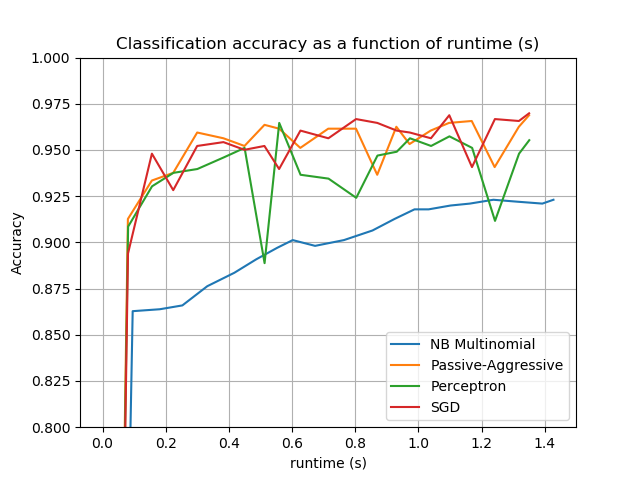 Classification accuracy as a function of runtime (s)
1.000
0.975
0.950
0.925
0.900
0.875
0.850
0.825
0.800
Accuracy
0.0 0.2 0.4 0.6 0.8 1.0 1.2 1.4
runtime (s)
NB Multinomial
Passive-Aggressive
Perceptron
SGD